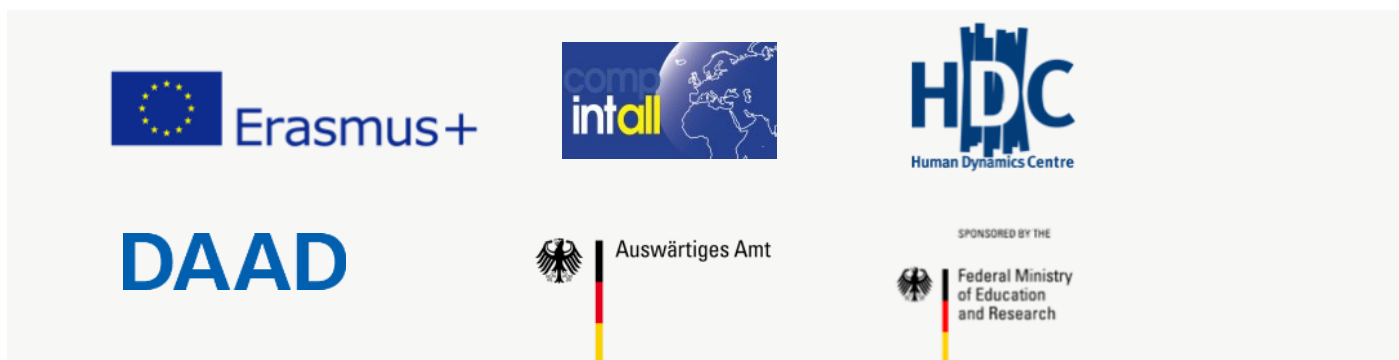 Erasmus+
comp
intall
HDC
Human Dynamics Centre
DAAD
Auswärtiges Amt
SPONSORED BY THE
Federal Ministry
of Education
and Research